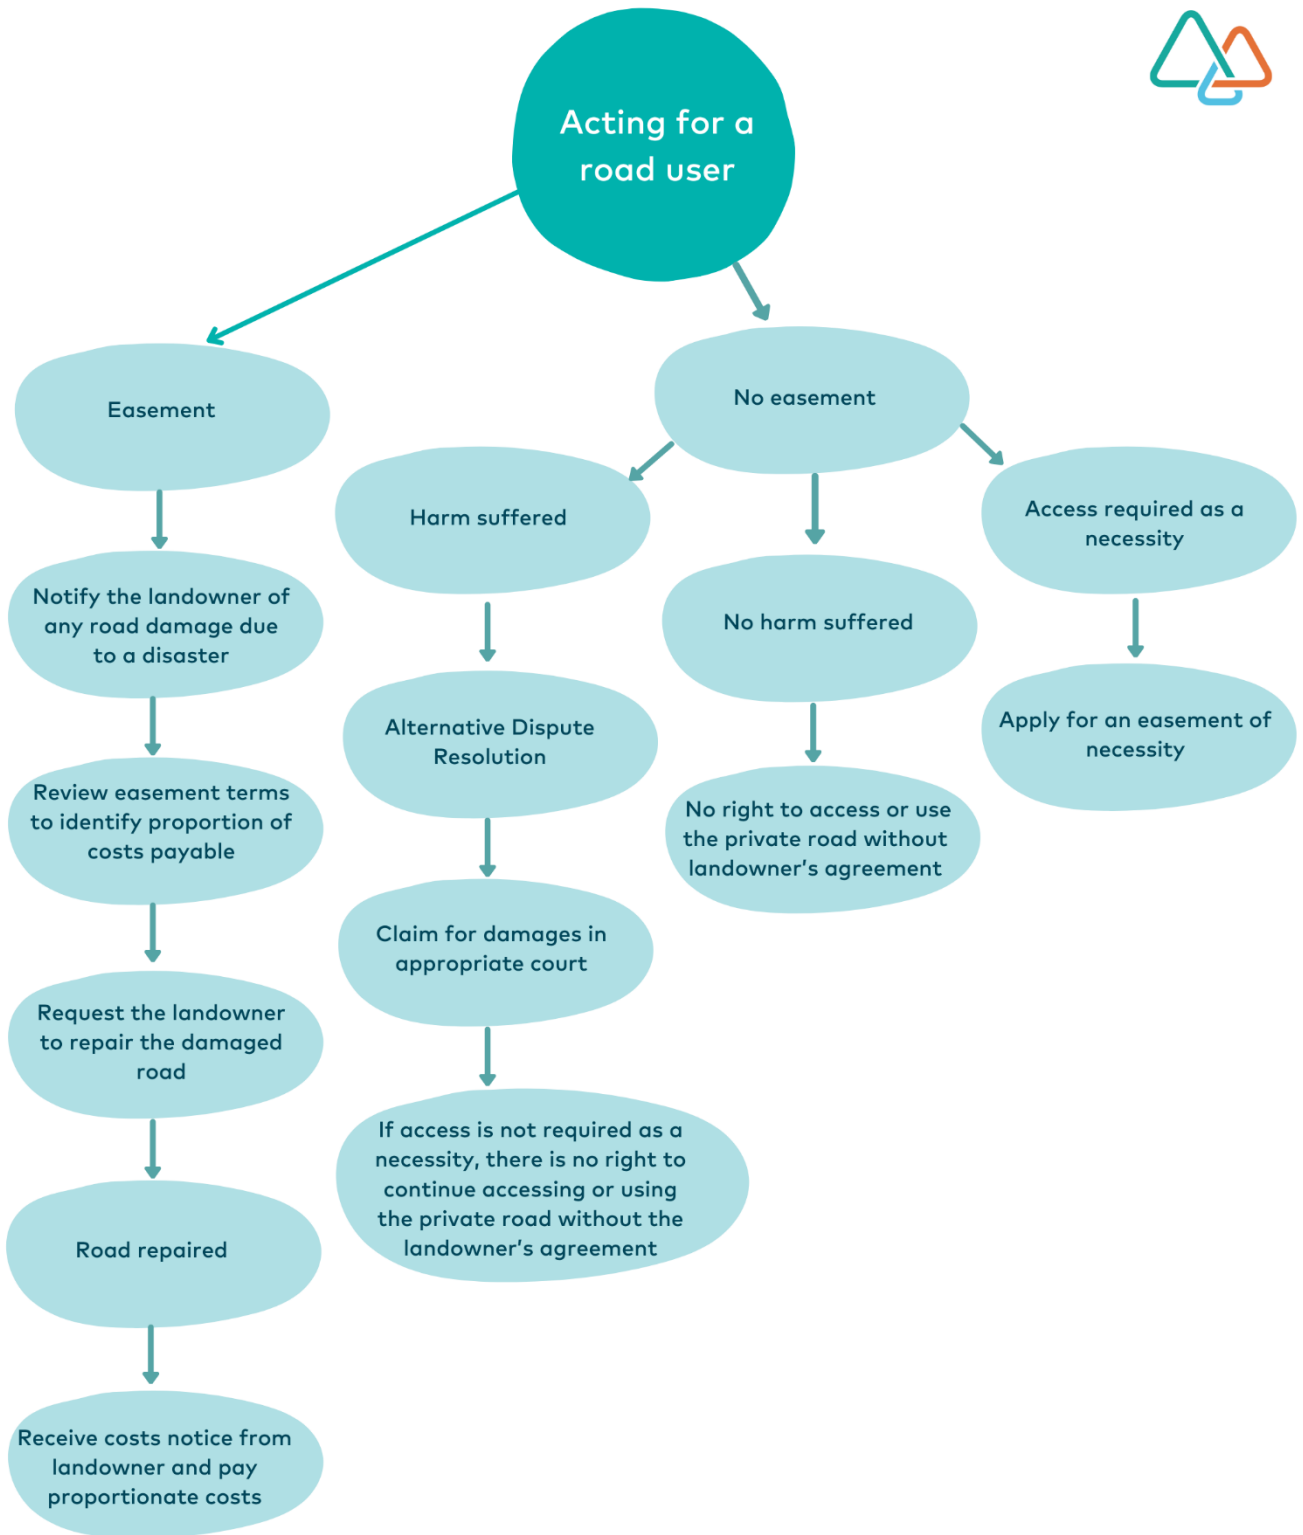 Acting for a
road user
Easement
Notify the landowner of
any road damage due
to a disaster
Review easement terms
to identify proportion of
costs payable
Request the landowner
to repair the damaged
road
Road repaired
Receive costs notice from
landowner and pay
proportionate costs
No easement
Harm suffered
Alternative Dispute
Resolution
Claim for damages in
appropriate court
If access is not required as a
necessity, there is no right to
continue accessing or using
the private road without the
landowner’s agreement
No harm suffered
No right to access or use
the private road without
landowner’s agreement
Access required as a
necessity
Apply for an easement of
necessity